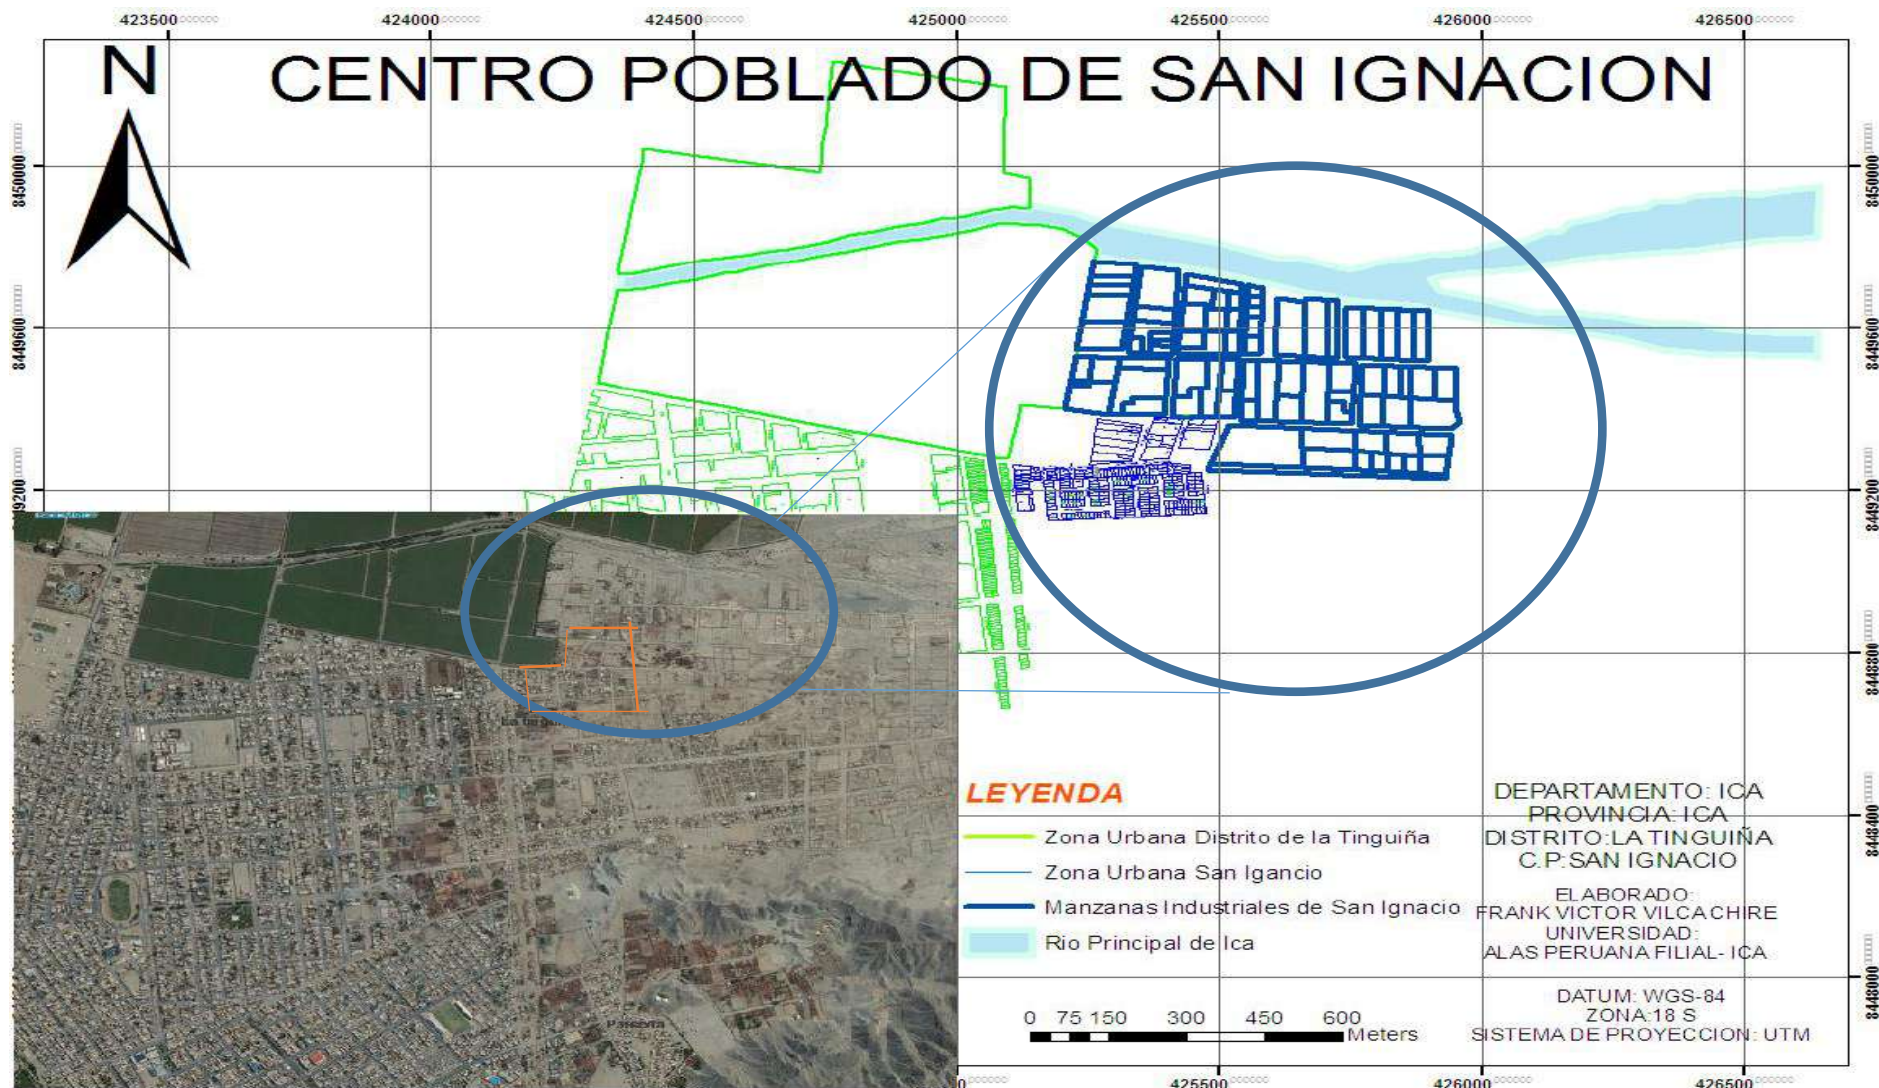 423500 424000 424500 425000 425500 426000 426500
N
CENTRO POBLADO DE SAN IGNACION
8450000 8450000
8449600 8449600
8449200 8449200
8448800
8448400
8448000
LEYENDA
Zona Urbana Distrito de la Tinguiña
Zona Urbana San Igancio
Manzanas Industriales de San Ignacio
Rio Principal de Ica
DEPARTAMENTO: ICA
PROVINCIA: ICA
DISTRITO:LA TINGUIÑA
C.P:SAN IGNACIO
ELABORADO:
FRANK VICTOR VILCA CHIRE
UNIVERSIDAD:
ALAS PERUANA FILIAL- ICA
DATUM: WGS-84
ZONA:18 S
SISTEMA DE PROYECCION: UTM
0 75 150 300 450 600
Meters
425500 426000 426500